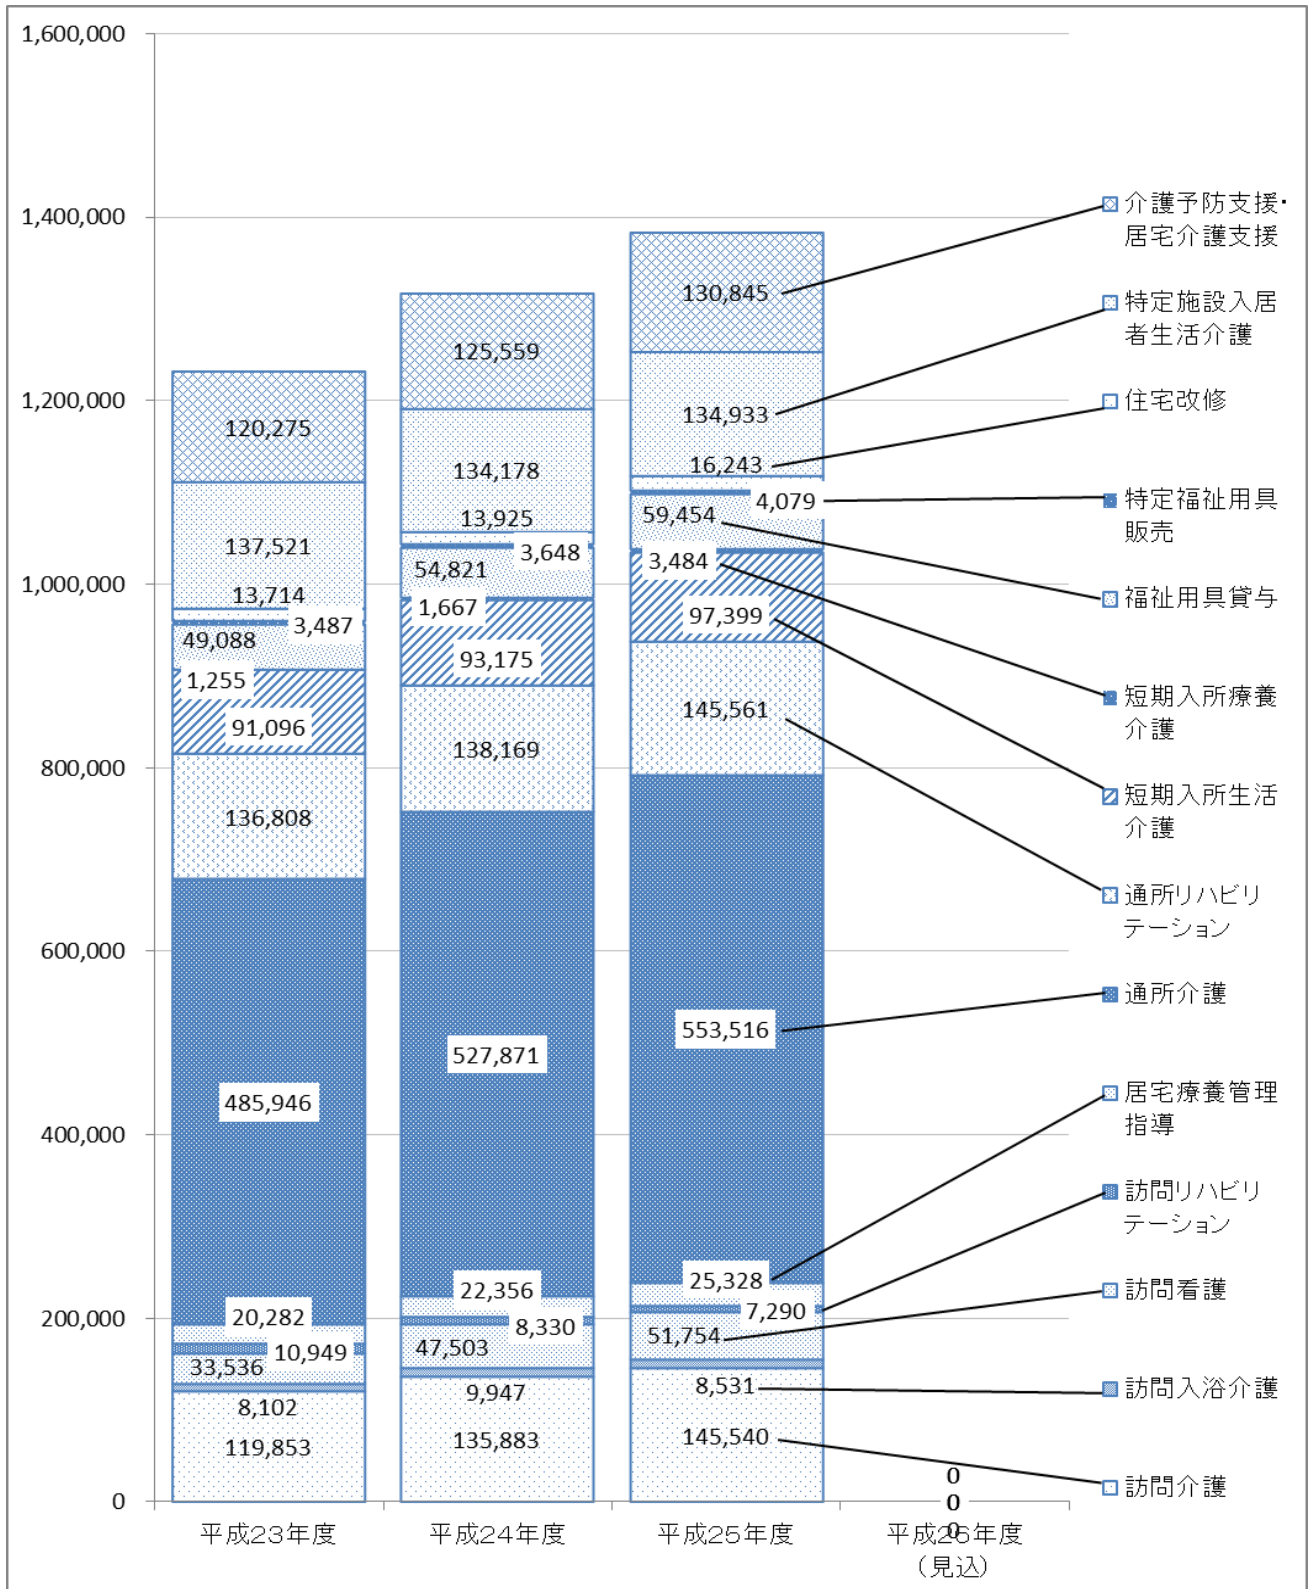 1,600,000
1,400,000
1,200,000
1,000,000
800,000
600,000
400,000
200,000
0
120,275
137,521
13,714
3,487
49,088
1,255
91,096
136,808
485,946
20,282
10,949
33,536
8,102
119,853
平成23年度
125,559
134,178
13,925
3,648
54,821
1,667
93,175
138,169
527,871
22,356
8,330
47,503
9,947
135,883
平成24年度
130,845
134,933
16,243
4,079
59,454
3,484
97,399
145,561
553,516
25,328
7,290
51,754
8,531
145,540
平成25年度
0
0
0
平成26年度
（見込）
介護予防支援・
居宅介護支援
特定施設入居
者生活介護
住宅改修
特定福祉用具
販売
福祉用具貸与
短期入所療養
介護
短期入所生活
介護
通所リハビリ
テーション
通所介護
居宅療養管理
指導
訪問リハビリ
テーション
訪問看護
訪問入浴介護
訪問介護